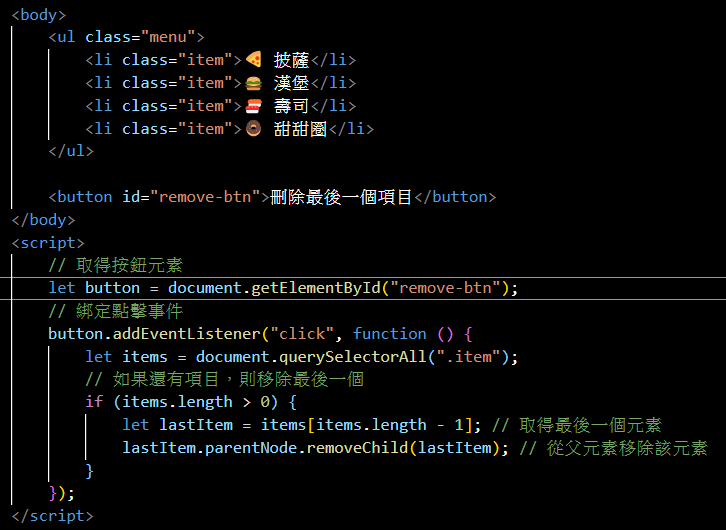 <body>
<ul class="menu">
<li class="item">🍕 披薩</li>
<li class="item">🍔 漢堡</li>
<li class="item">🍣 壽司</li>
<li class="item">🍩 甜甜圈</li>
</ul>
<button id="remove-btn">刪除最後一個項目</button>
</body>
<script>
// 取得按鈕元素
let button = document.getElementById("remove-btn");
// 綁定點擊事件
button.addEventListener("click", function () {
let items = document.querySelectorAll(".item");
// 如果還有項目，則移除最後一個
if (items.length > 0) {
let lastItem = items[items.length - 1]; // 取得最後一個元素
lastItem.parentNode.removeChild(lastItem); // 從父元素移除該元素
}
});
</script>